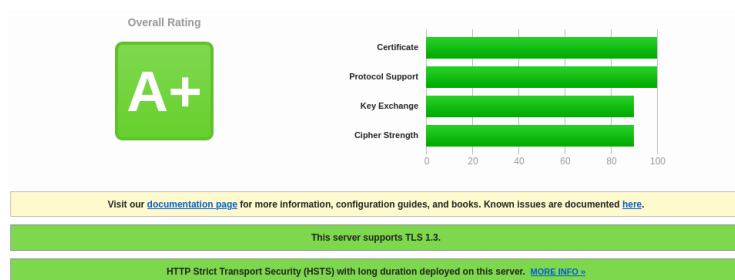 Overall Rating
A+
Certificate
Protocol Support
Key Exchange
Cipher Strength
0 20 40 60 80 100
Visit our documentation page for more information, configuration guides, and books. Known issues are documented here.
This server supports TLS 1.3.
HTTP Strict Transport Security (HSTS) with long duration deployed on this server. MORE INFO »